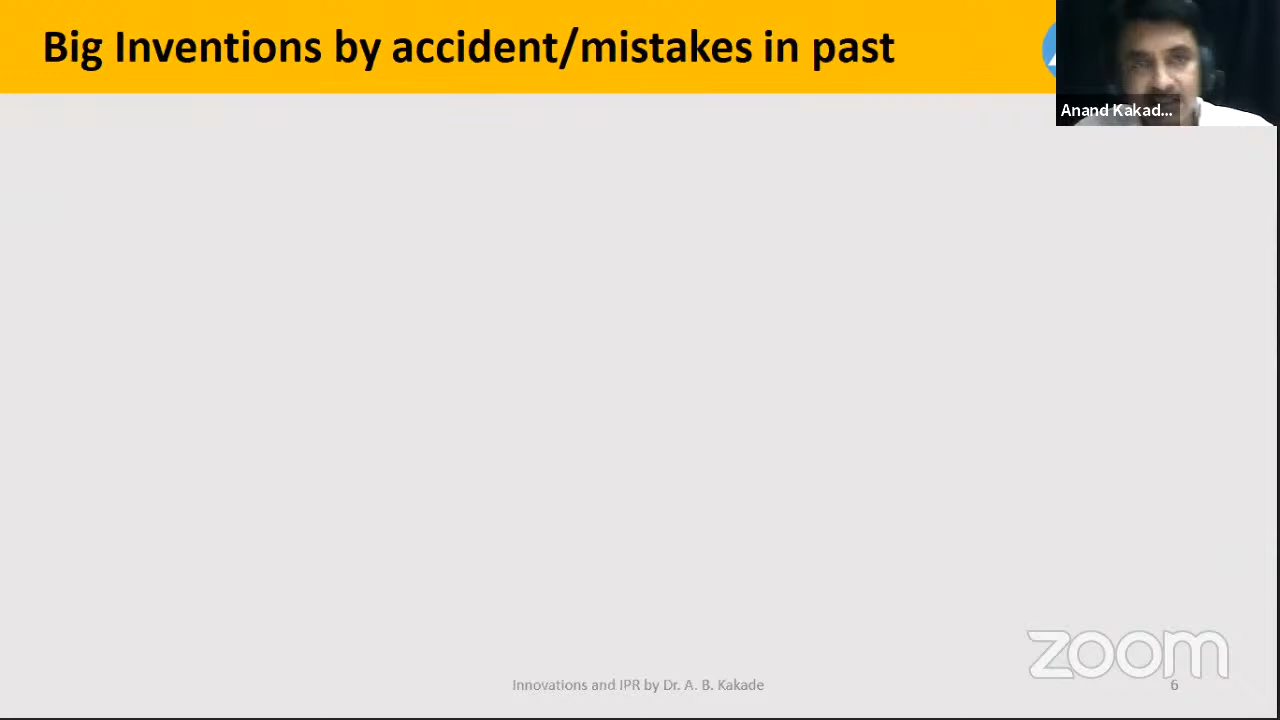 Big Inventions by accident/mistakes in past
Anand Kakad...
zoom
Innovations and IPR by Dr. A. B. Kakade
6